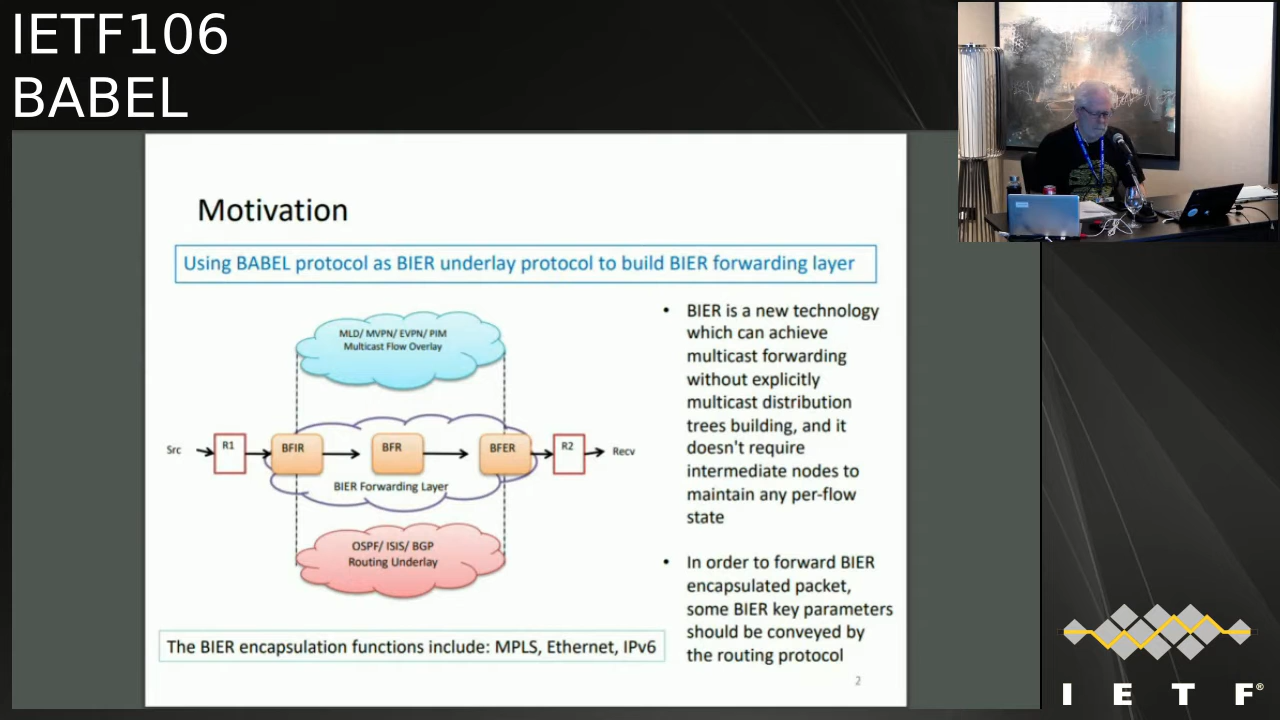 IETF106
BABEL
Motivation
Using BABEL protocol as BIER underlay protocol to build BIER forwarding layer
MLD/ MVPN/ EVPN/ PIM
Multicast Flow Overlay
Src
R1
BFIR
BFR
BFER
R2
Recv
BIER Forwarding Layer
OSPF/ ISIS/ BGP
Routing Underlay
The BIER encapsulation functions include: MPLS, Ethernet, IPv6
• BIER is a new technology
which can achieve
multicast forwarding
without explicitly
multicast distribution
trees building, and it
doesn't require
intermediate nodes to
maintain any per-flow
state
• In order to forward BIER
encapsulated packet,
some BIER key parameters
should be conveyed by
the routing protocol
2
I E T F®